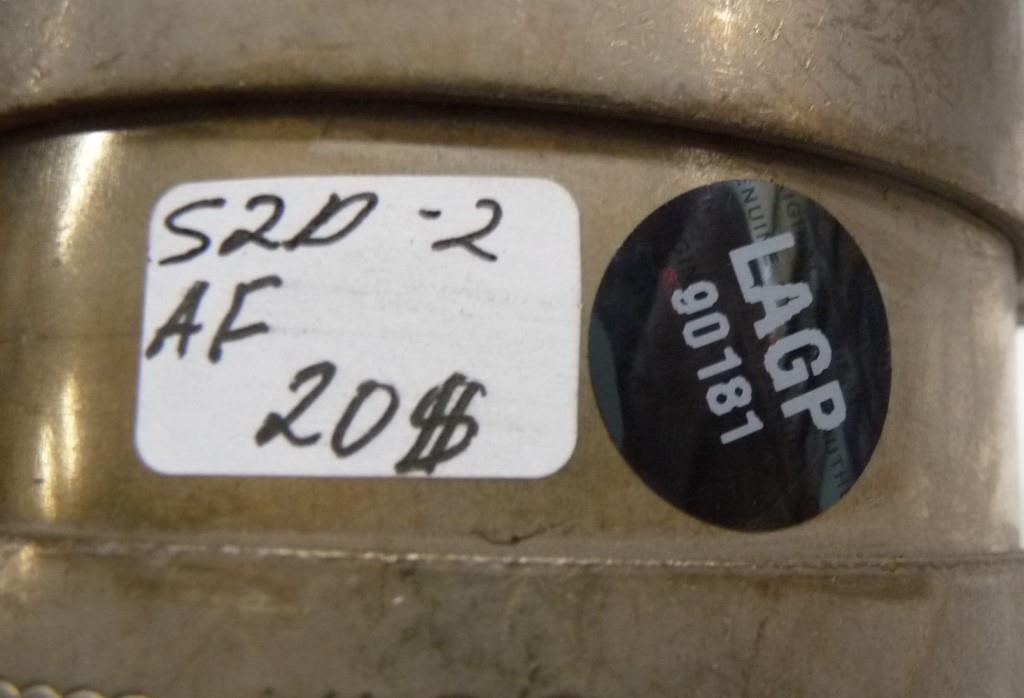 S2D -2
AF
20$
LAGP
90181